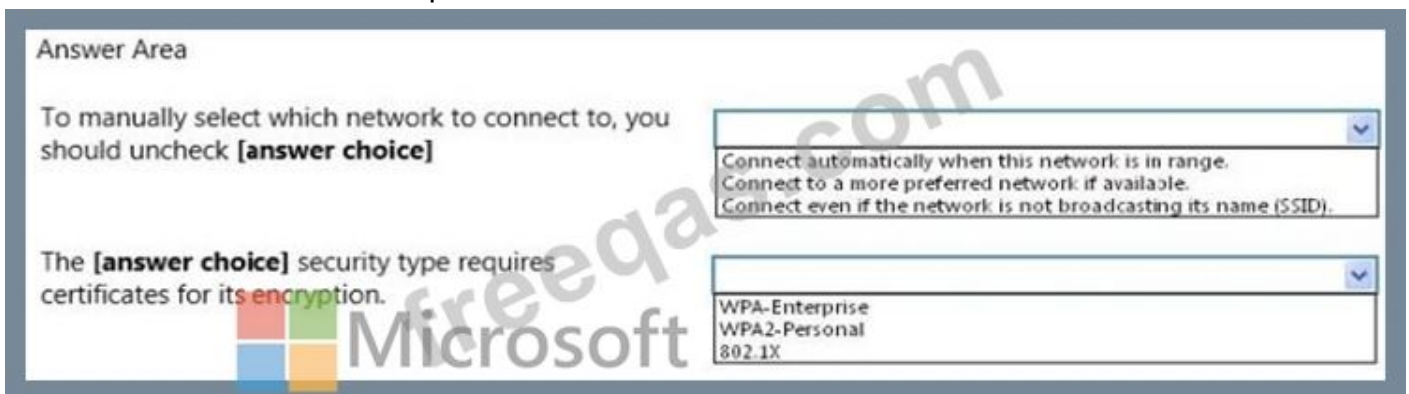 Answer Area
To manually select which network to connect to, you
should uncheck [answer choice]
Connect automatically when this network is in range.
Connect to a more preferred network if available.
Connect even if the network is not broadcasting its name (SSID).
The [answer choice] security type requires
certificates for its encryption.
WPA-Enterprise
WPA2-Personal
802.1X
freeqas.com
Microsoft